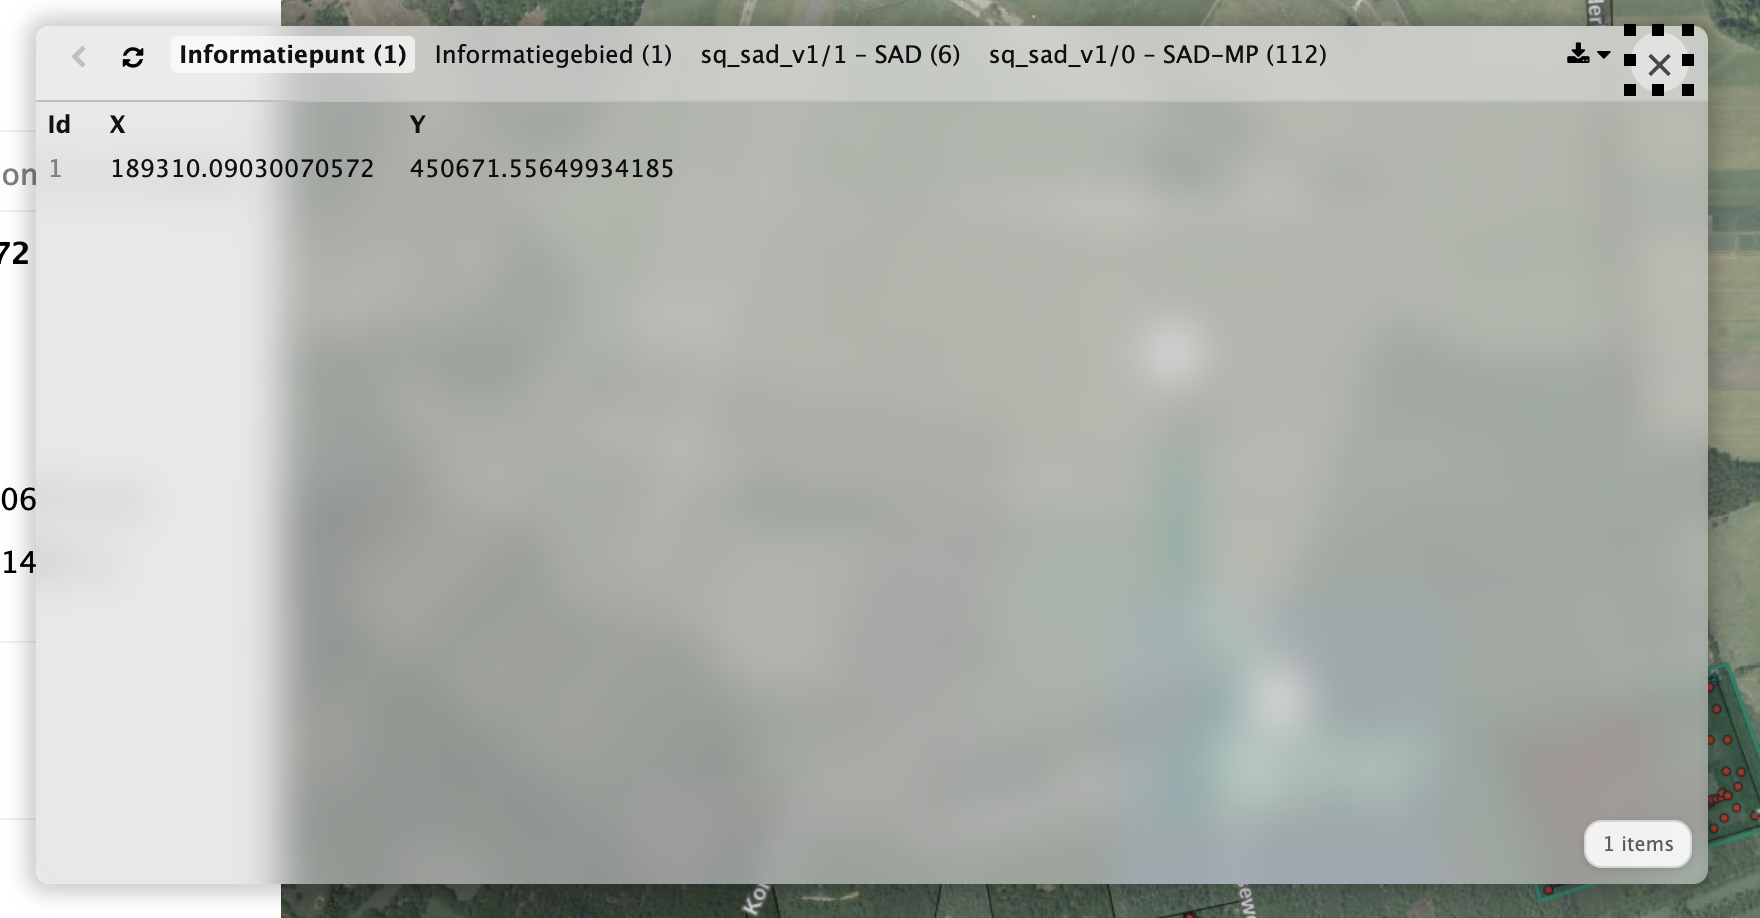 Informatiepunt (1) Informatiegebied (1) sq_sad_v1/1 - SAD (6) sq_sad_v1/0 - SAD-MP (112)
Id X Y
1 189310.09030070572 450671.55649934185
on
72
06
14
1 items